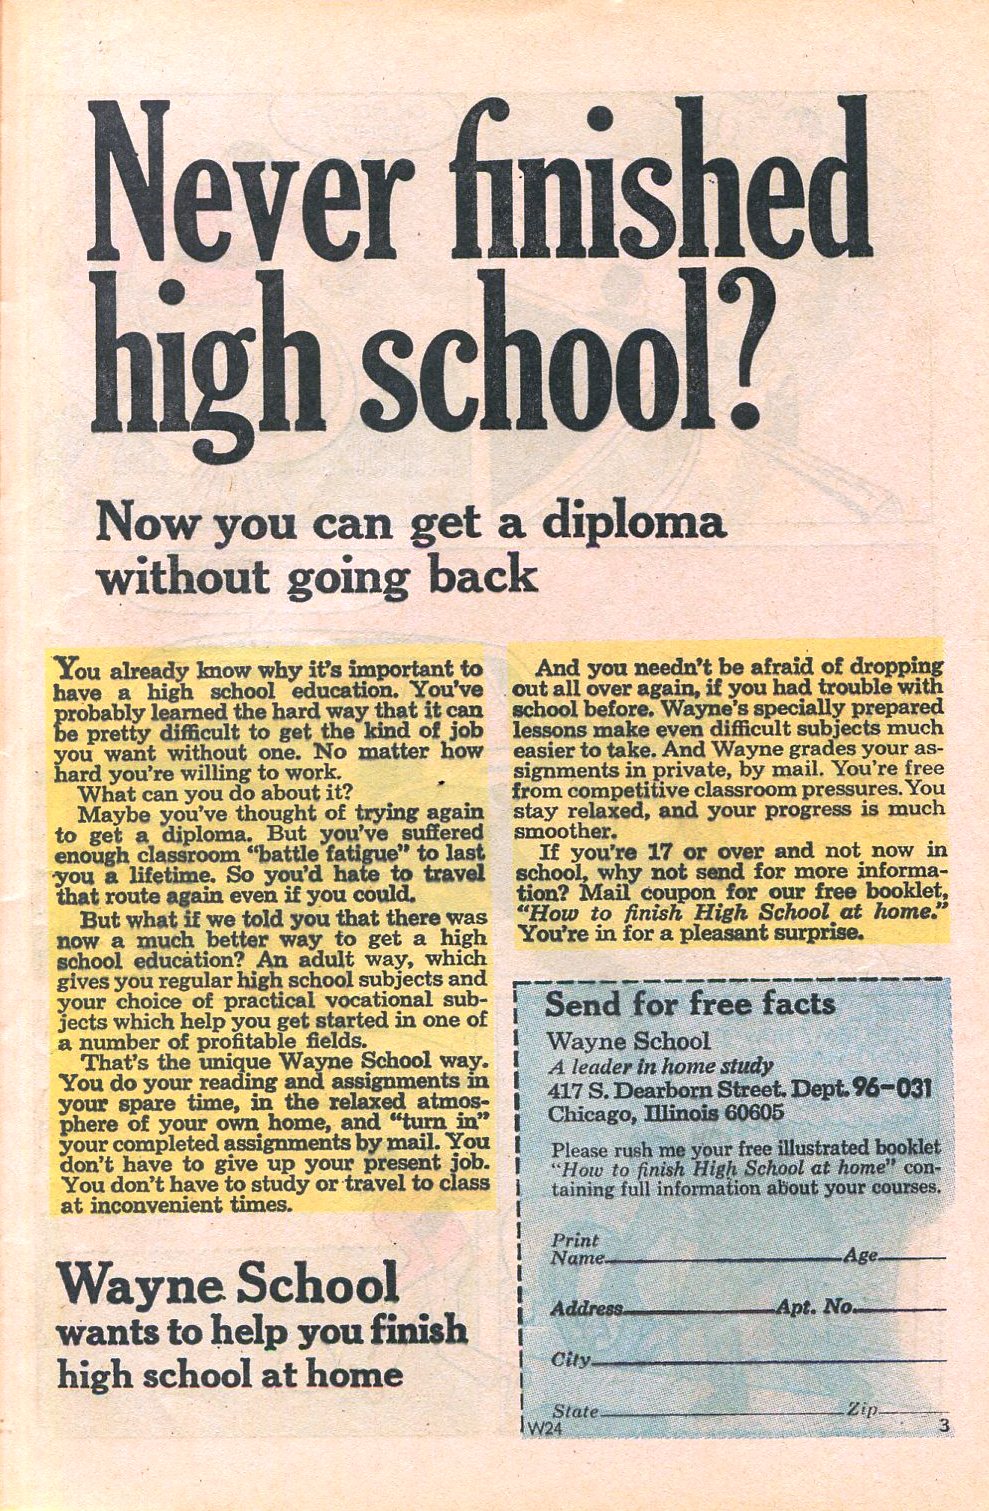 Never finished
high school?
Now you can get a diploma
without going back
You already know why it's important to
have a high school education. You've
probably learned the hard way that it can
be pretty difficult to get the kind of job
you want without one. No matter how
hard you're willing to work.
What can you do about it?
Maybe you've thought of trying again
to get a diploma. But you've suffered
enough classroom "battle fatigue" to last
you a lifetime. So you'd hate to travel
that route again even if you could.
But what if we told you that there was
now a much better way to get a high
school education? An adult way, which
gives you regular high school subjects and
your choice of practical vocational sub-
jects which help you get started in one of
a number of profitable fields.
That's the unique Wayne School way.
You do your reading and assignments in
your spare time, in the relaxed atmos-
phere of your own home, and "turn in"
your completed assignments by mail. You
don't have to give up your present job.
You don't have to study or travel to class
at inconvenient times.
Wayne School
wants to help you finish
high school at home
And you needn't be afraid of dropping
out all over again, if you had trouble with
school before. Wayne's specially prepared
lessons make even difficult subjects much
easier to take. And Wayne grades your as-
signments in private, by mail. You're free
from competitive classroom pressures. You
stay relaxed, and your progress is much
smoother.
If you're 17 or over and not now in
school, why not send for more informa-
tion? Mail coupon for our free booklet,
"How to finish High School at home."
You're in for a pleasant surprise.
Send for free facts
Wayne School
A leader in home study
417 S. Dearborn Street. Dept. 96-031
Chicago, Illinois 60605
Please rush me your free illustrated booklet
"How to finish High School at home" con-
taining full information about your courses.
Print
Name Age
Address Apt. No.
City
State Zip
W24 3